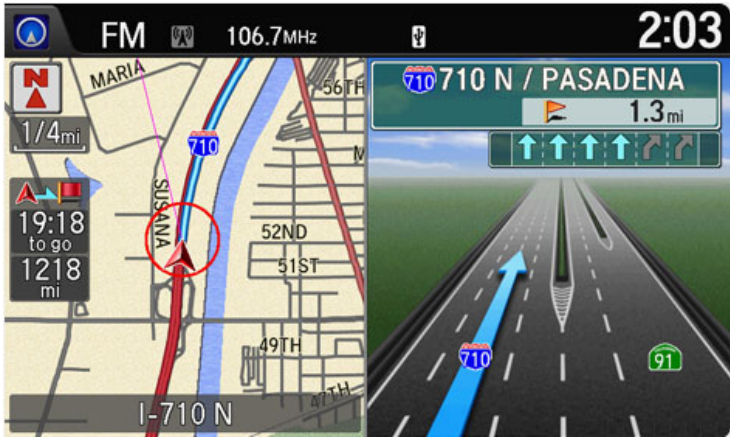 FM 106.7MHz 2:03
N
1/4mi
19:18
to go
1218
mi
MARIA
56TH
710
SUSANA
52ND
51ST
49TH
47TH
I-710 N
710 710 N / PASADENA
1.3mi
710
91